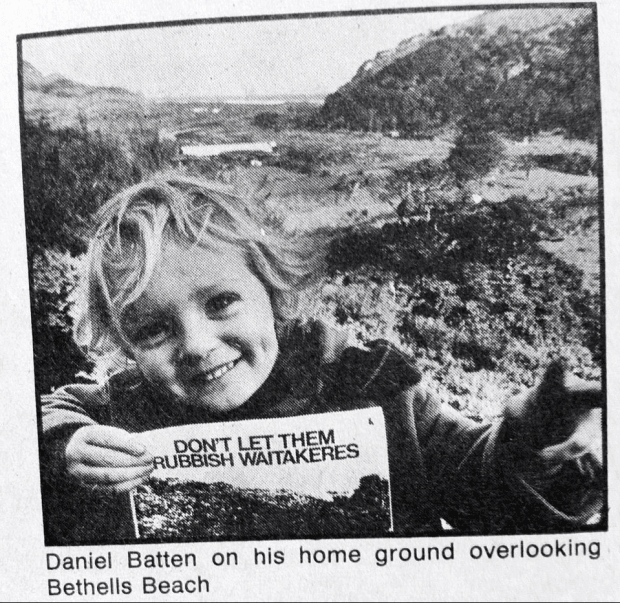 DON'T LET THEM
RUBBISH WAITAKERES
Daniel Batten on his home ground overlooking
Bethells Beach